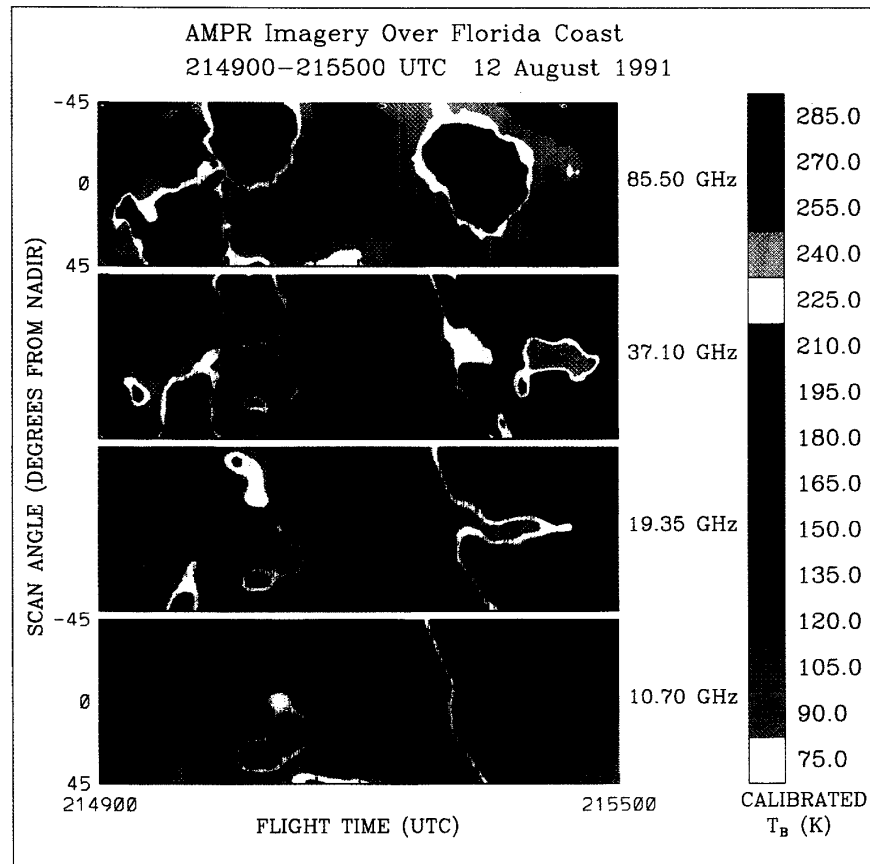 AMPR Imagery Over Florida Coast
214900-215500 UTC 12 August 1991
SCAN ANGLE (DEGREES FROM NADIR)
-45
0
45
85.50 GHz
37.10 GHz
19.35 GHz
-45
0
45
10.70 GHz
214900
215500
FLIGHT TIME (UTC)
285.0
270.0
255.0
240.0
225.0
210.0
195.0
180.0
165.0
150.0
135.0
120.0
105.0
90.0
75.0
CALIBRATED
T_B (K)